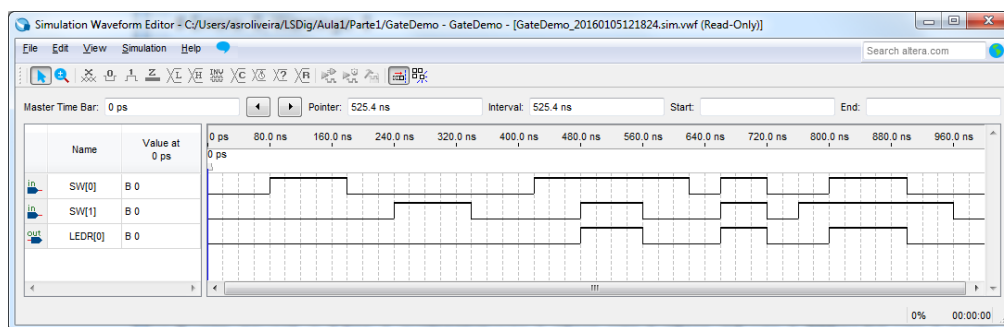 Simulation Waveform Editor - C:/Users/asroliveira/LSDig/Aula1/Parte1/GateDemo - GateDemo - [GateDemo_20160105121824.sim.vwf (Read-Only)]
File Edit View Simulation Help Search altera.com
Master Time Bar: 0 ps Pointer: 525.4 ns Interval: 525.4 ns Start: End:
Name Value at 0 ps
0 ps 80.0 ns 160.0 ns 240.0 ns 320.0 ns 400.0 ns 480.0 ns 560.0 ns 640.0 ns 720.0 ns 800.0 ns 880.0 ns 960.0 ns
0 ps
in SW[0] B 0
in SW[1] B 0
out LEDR[0] B 0
0% 00:00:00